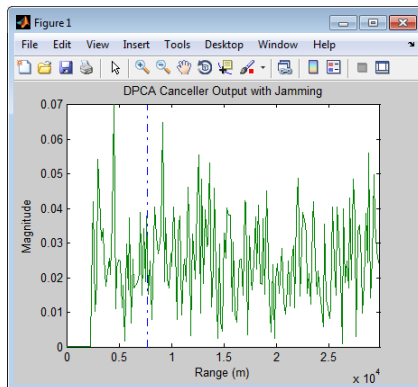 Figure 1
File Edit View Insert Tools Desktop Window Help
DPCA Canceller Output with Jamming
0.07
0.06
0.05
0.04
0.03
0.02
0.01
0
Magnitude
0 0.5 1 1.5 2 2.5
x 10^4
Range (m)